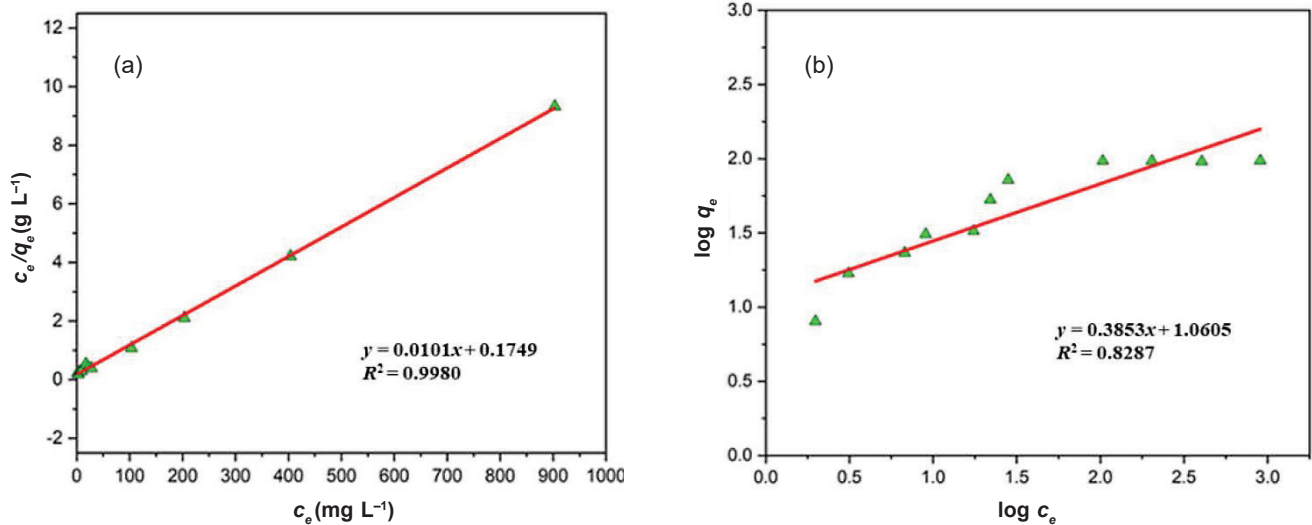 (a)
12
10
8
6
4
2
0
-2
c_e/q_e (g L⁻¹)
0 100 200 300 400 500 600 700 800 900 1000
c_e (mg L⁻¹)
y = 0.0101x + 0.1749
R² = 0.9980
(b)
3.0
2.5
2.0
1.5
1.0
0.5
0.0
log q_e
0.0 0.5 1.0 1.5 2.0 2.5 3.0
log c_e
y = 0.3853x + 1.0605
R² = 0.8287